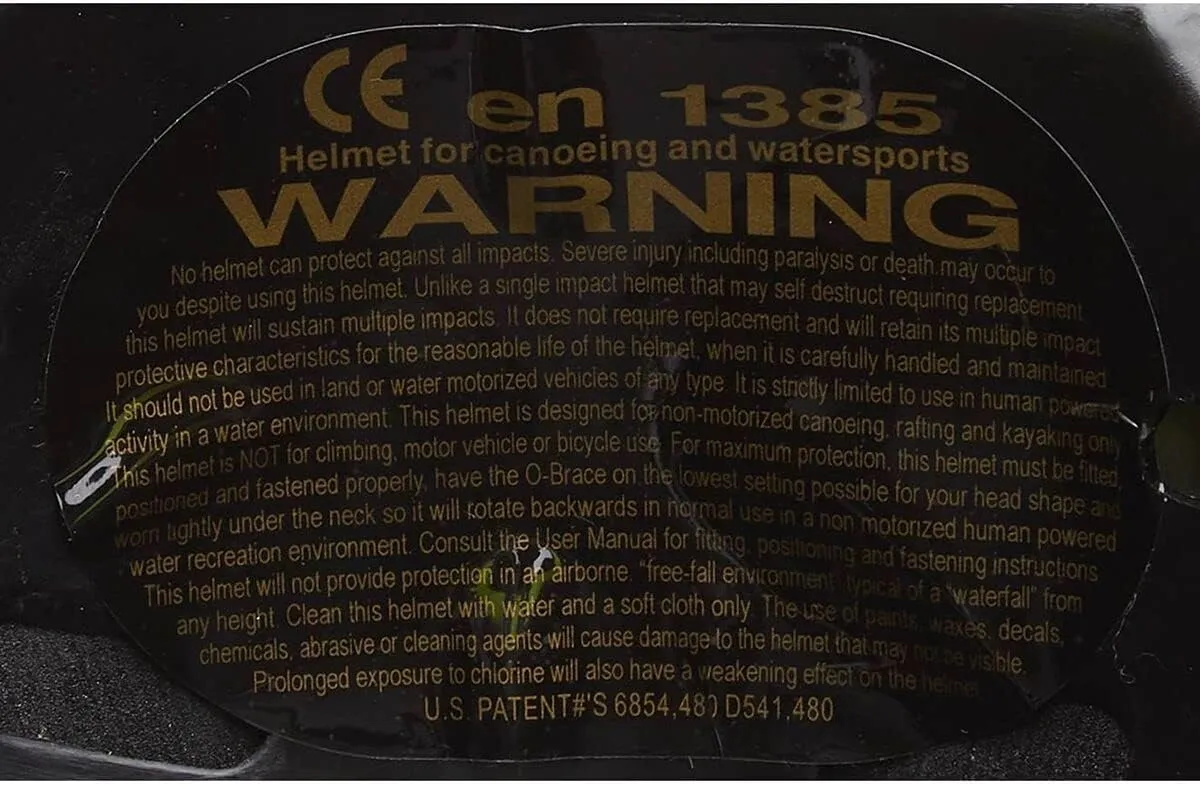 CE en 1385
Helmet for canoeing and watersports
WARNING
No helmet can protect against all impacts. Severe injury including paralysis or death may occur to
you despite using this helmet. Unlike a single impact helmet that may self destruct requiring replacement
this helmet will sustain multiple impacts. It does not require replacement and will retain its multiple impact
protective characteristics for the reasonable life of the helmet, when it is carefully handled and maintained
It should not be used in land or water motorized vehicles of any type. It is strictly limited to use in human powered
activity in a water environment. This helmet is designed for non-motorized canoeing, rafting and kayaking only
This helmet is NOT for climbing, motor vehicle or bicycle use. For maximum protection, this helmet must be fitted,
positioned and fastened properly, have the O-Brace on the lowest setting possible for your head shape and
worn tightly under the neck so it will rotate backwards in normal use in a non motorized human powered
water recreation environment. Consult the User Manual for fitting, positioning and fastening instructions
This helmet will not provide protection in an airborne, "free-fall environment" typical of a "waterfall" from
any height. Clean this helmet with water and a soft cloth only. The use of paints, waxes, decals,
chemicals, abrasive or cleaning agents will cause damage to the helmet that may not be visible.
Prolonged exposure to chlorine will also have a weakening effect on the helmet
U.S. PATENT#'S 6854,480 D541,480